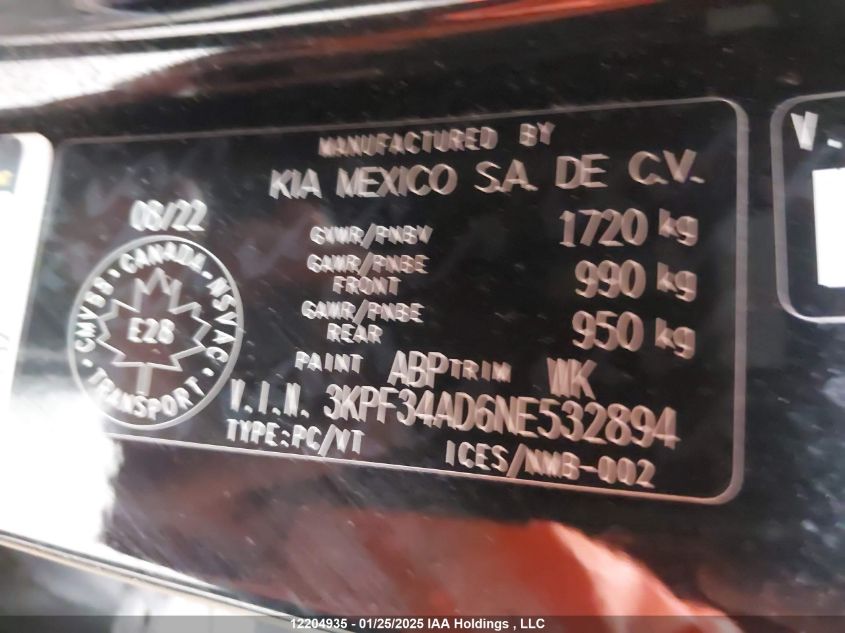 MANUFACTURED BY
KIA MEXICO S.A. DE C.V.
08/22
GVWR/PNBV 1720 kg
GAWR/PNBE
FRONT 990 kg
GAWR/PNBE
REAR 950 kg
PAINT ABP TRIM WK
V.I.N. 3KPF34AD6NE532894
TYPE:PC/VT ICES/NMB-002
CMVSS • CANADA - NSVAC • TRANSPORT
E28
V.
12204935 - 01/25/2025 IAA Holdings , LLC